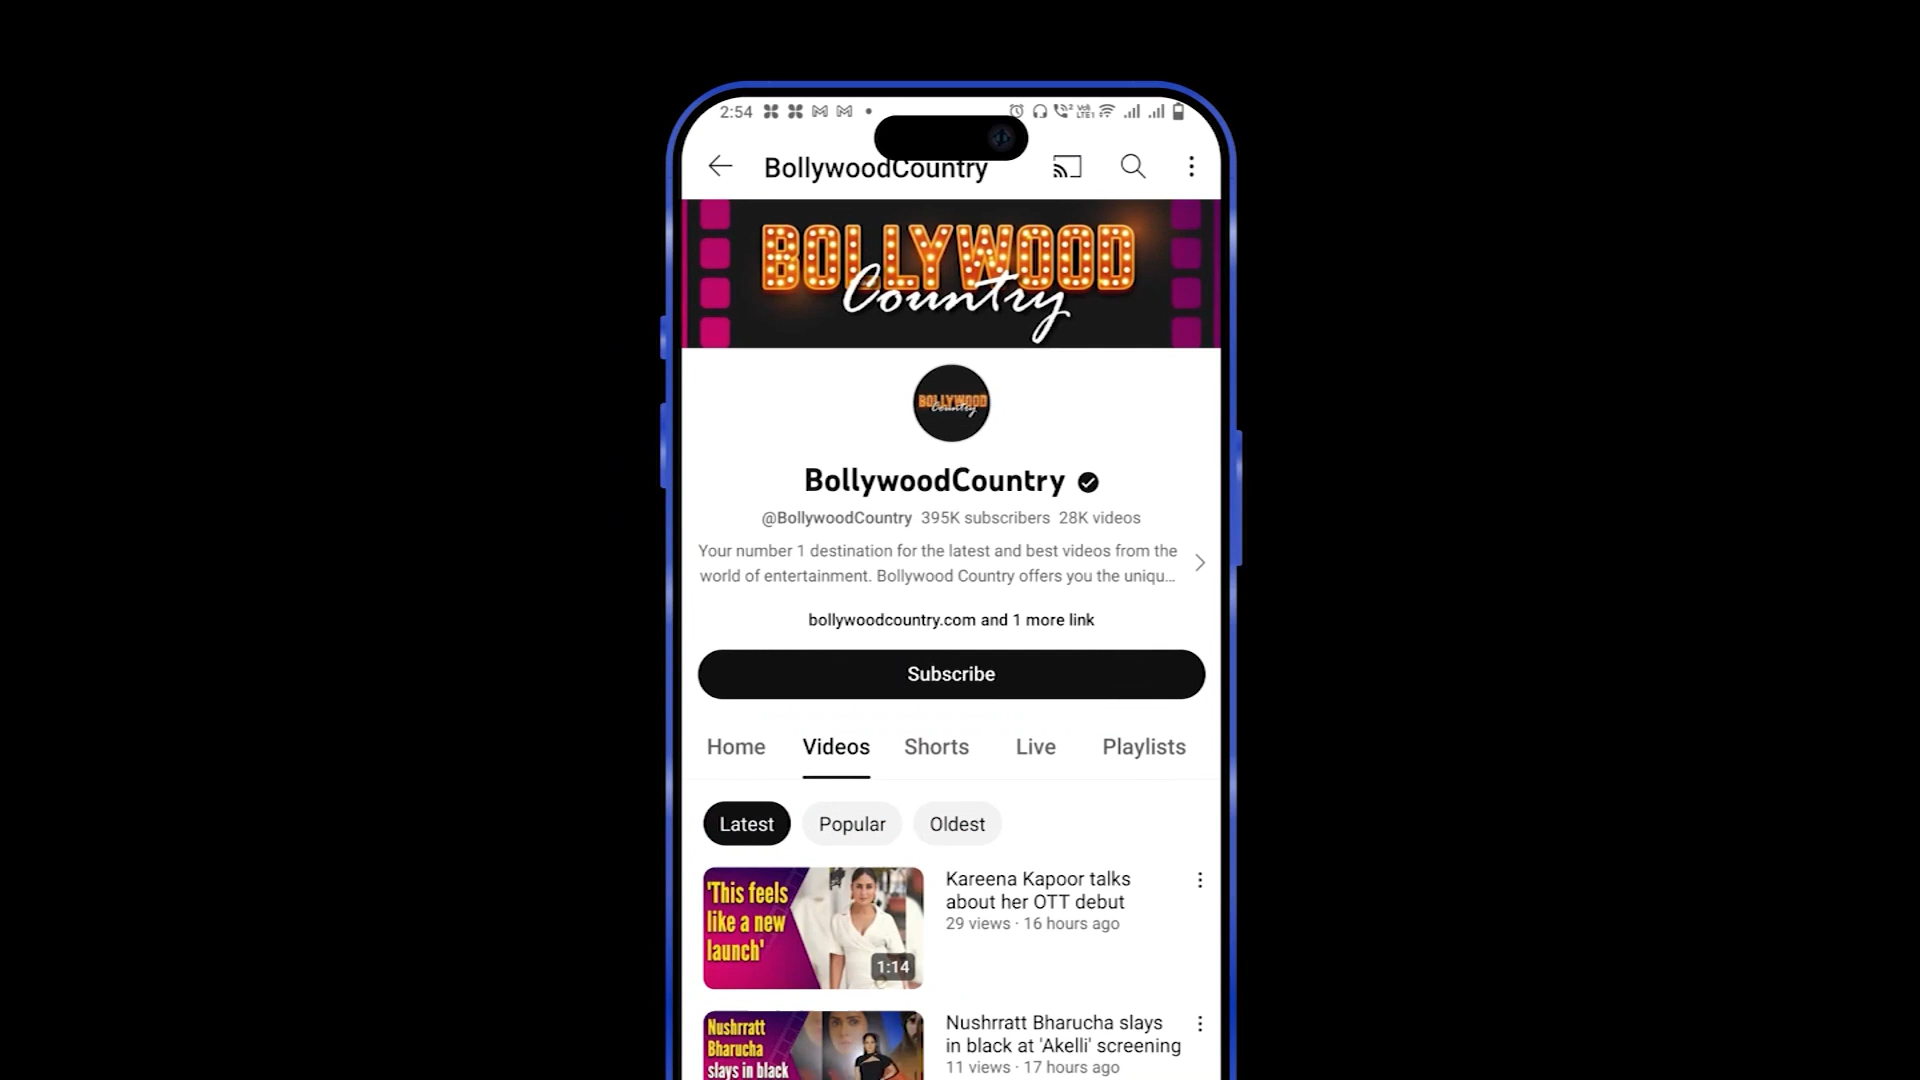 2:54
BollywoodCountry
BOLLYWOOD
Country
BOLLYWOOD
Country
BollywoodCountry
@BollywoodCountry 395K subscribers 28K videos
Your number 1 destination for the latest and best videos from the
world of entertainment. Bollywood Country offers you the uniqu...
bollywoodcountry.com and 1 more link
Subscribe
Home Videos Shorts Live Playlists
Latest Popular Oldest
'This feels
like a new
launch'
1:14
Kareena Kapoor talks
about her OTT debut
29 views · 16 hours ago
Nushrratt
Bharucha
slays in black
Nushrratt Bharucha slays
in black at 'Akelli' screening
11 views · 17 hours ago